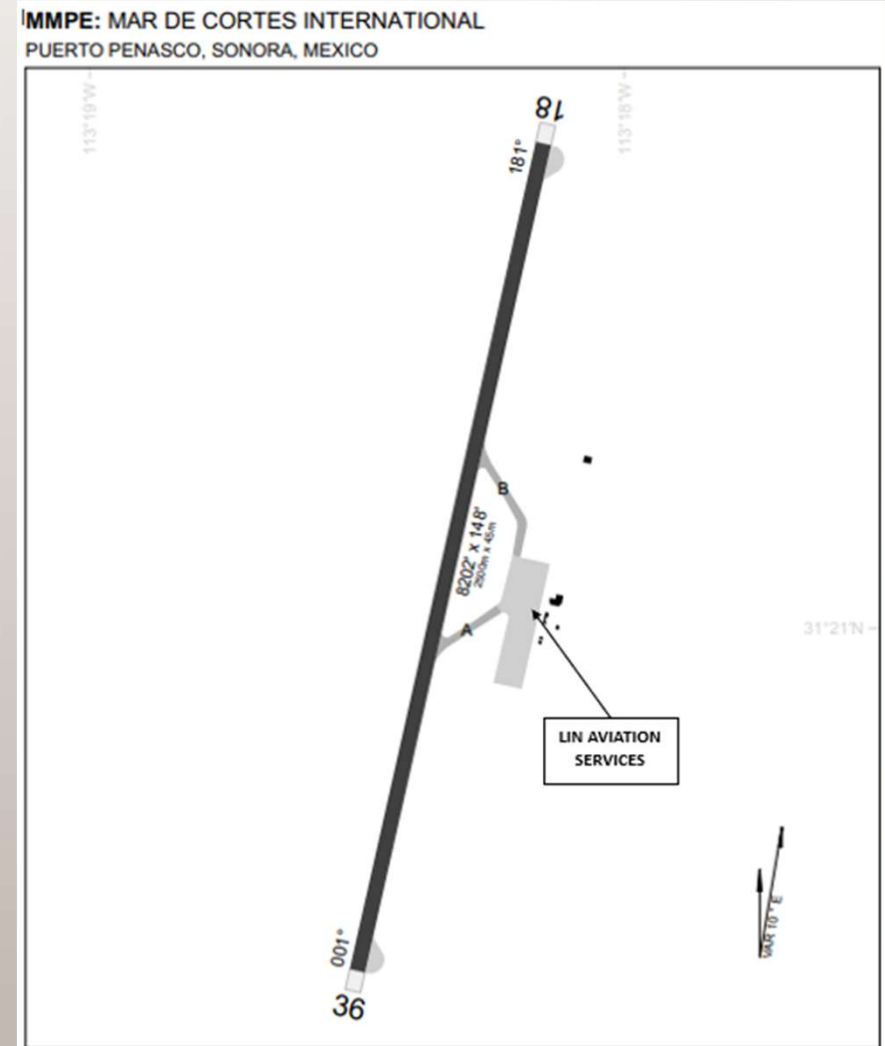 MMPE: MAR DE CORTES INTERNATIONAL
PUERTO PENASCO, SONORA, MEXICO
113°19'W
113°18'W
18
181°
B
8202' X 148'
2500m x 45m
A
31°21'N
LIN AVIATION
SERVICES
VAR 10° E
001°
36